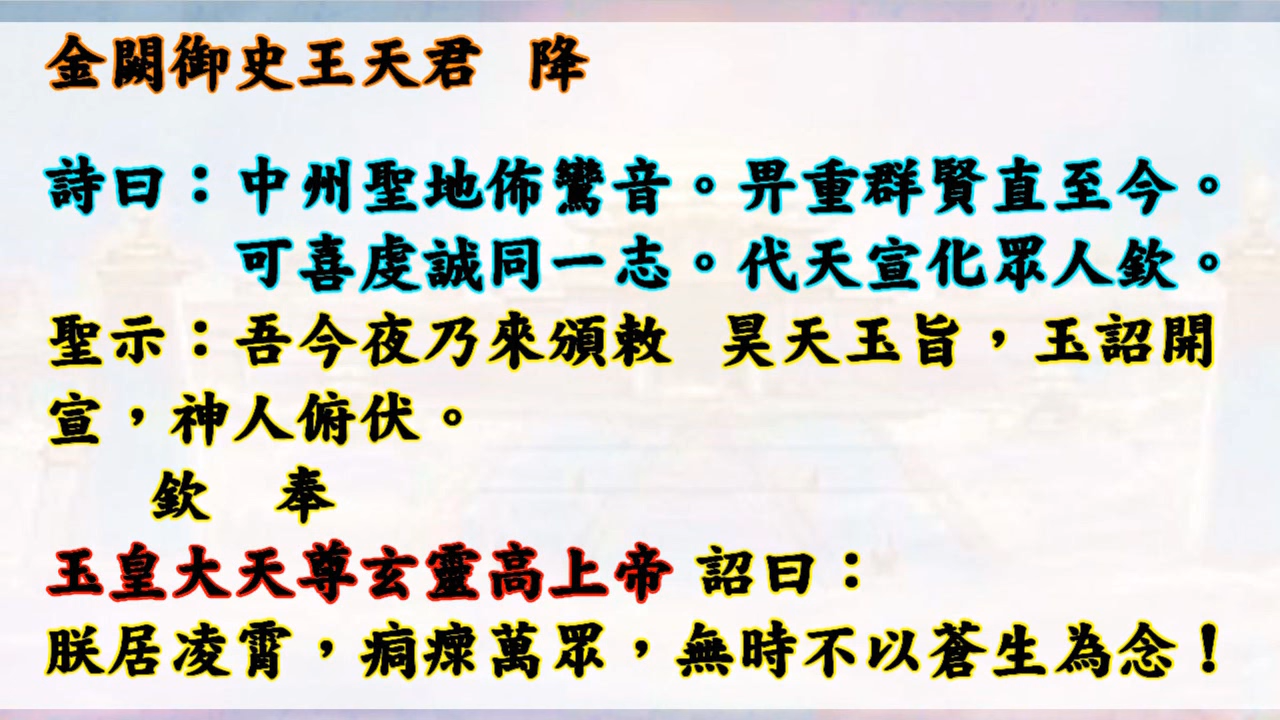 金闕御史王天君 降
詩曰：中州聖地佈鸞音。畀重群賢直至今。
可喜虔誠同一志。代天宣化眾人欽。
聖示：吾今夜乃來頒敕 昊天玉旨，玉詔開
宣，神人俯伏。
欽 奉
玉皇大天尊玄靈高上帝 詔曰：
朕居凌霄，痌瘝萬眾，無時不以蒼生為念！